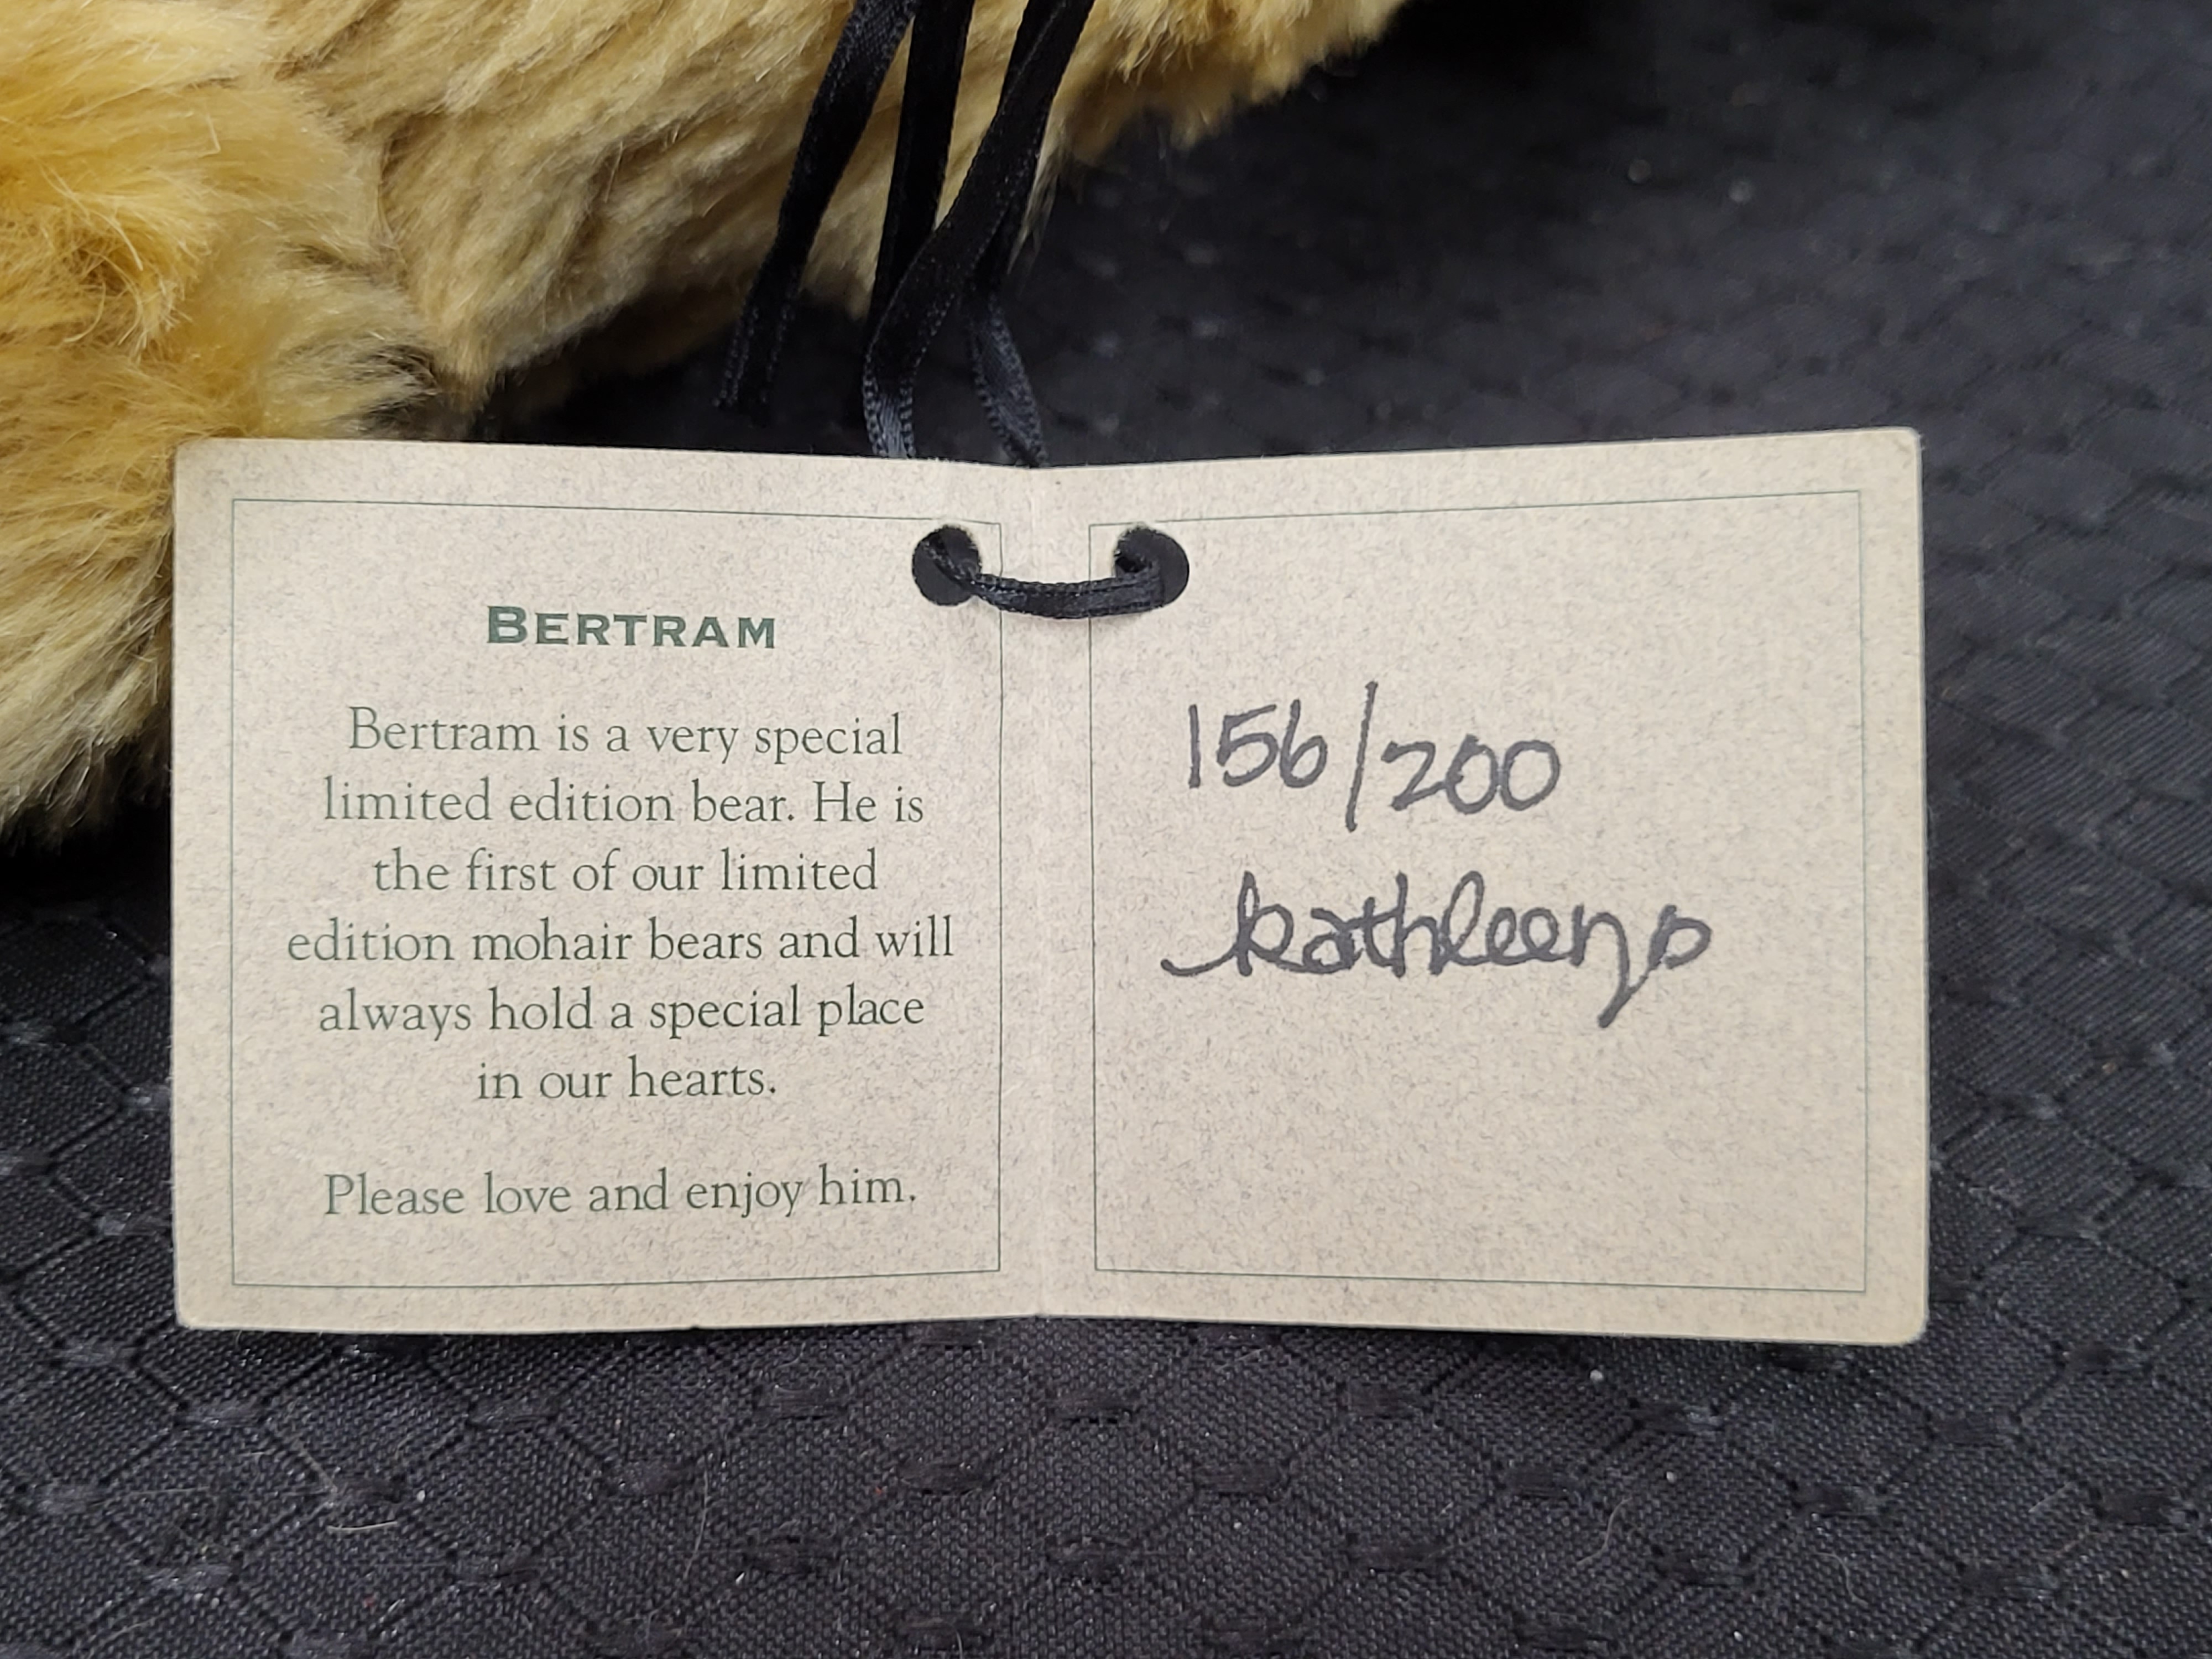 BERTRAM
Bertram is a very special
limited edition bear. He is
the first of our limited
edition mohair bears and will
always hold a special place
in our hearts.
Please love and enjoy him.
156/200